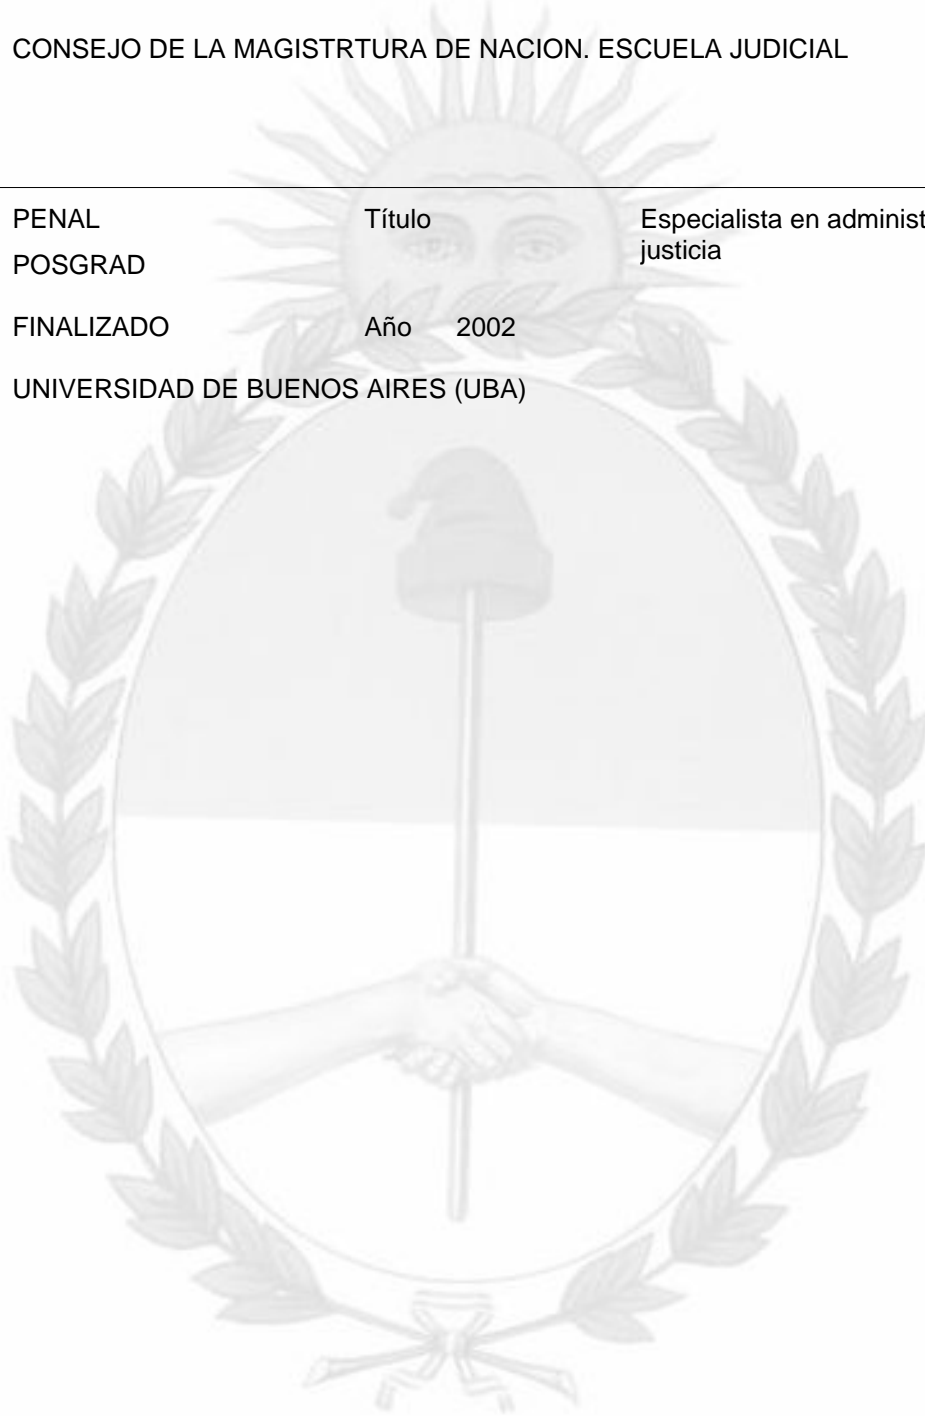 CONSEJO DE LA MAGISTRTURA DE NACION. ESCUELA JUDICIAL
PENAL Título Especialista en administ
POSGRAD justicia
FINALIZADO Año 2002
UNIVERSIDAD DE BUENOS AIRES (UBA)